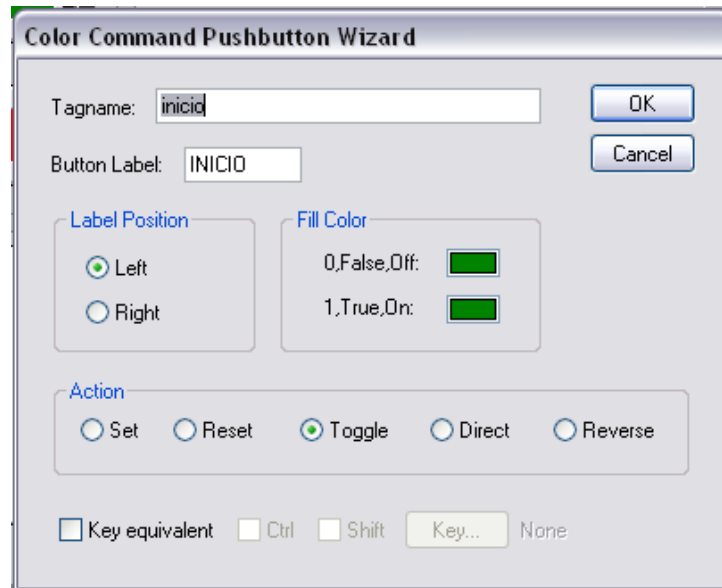 Color Command Pushbutton Wizard
Tagname: inicio
OK
Button Label: INICIO
Cancel
Label Position
Left
Right
Fill Color
0,False,Off:
1,True,On:
Action
Set Reset Toggle Direct Reverse
Key equivalent Ctrl Shift Key... None